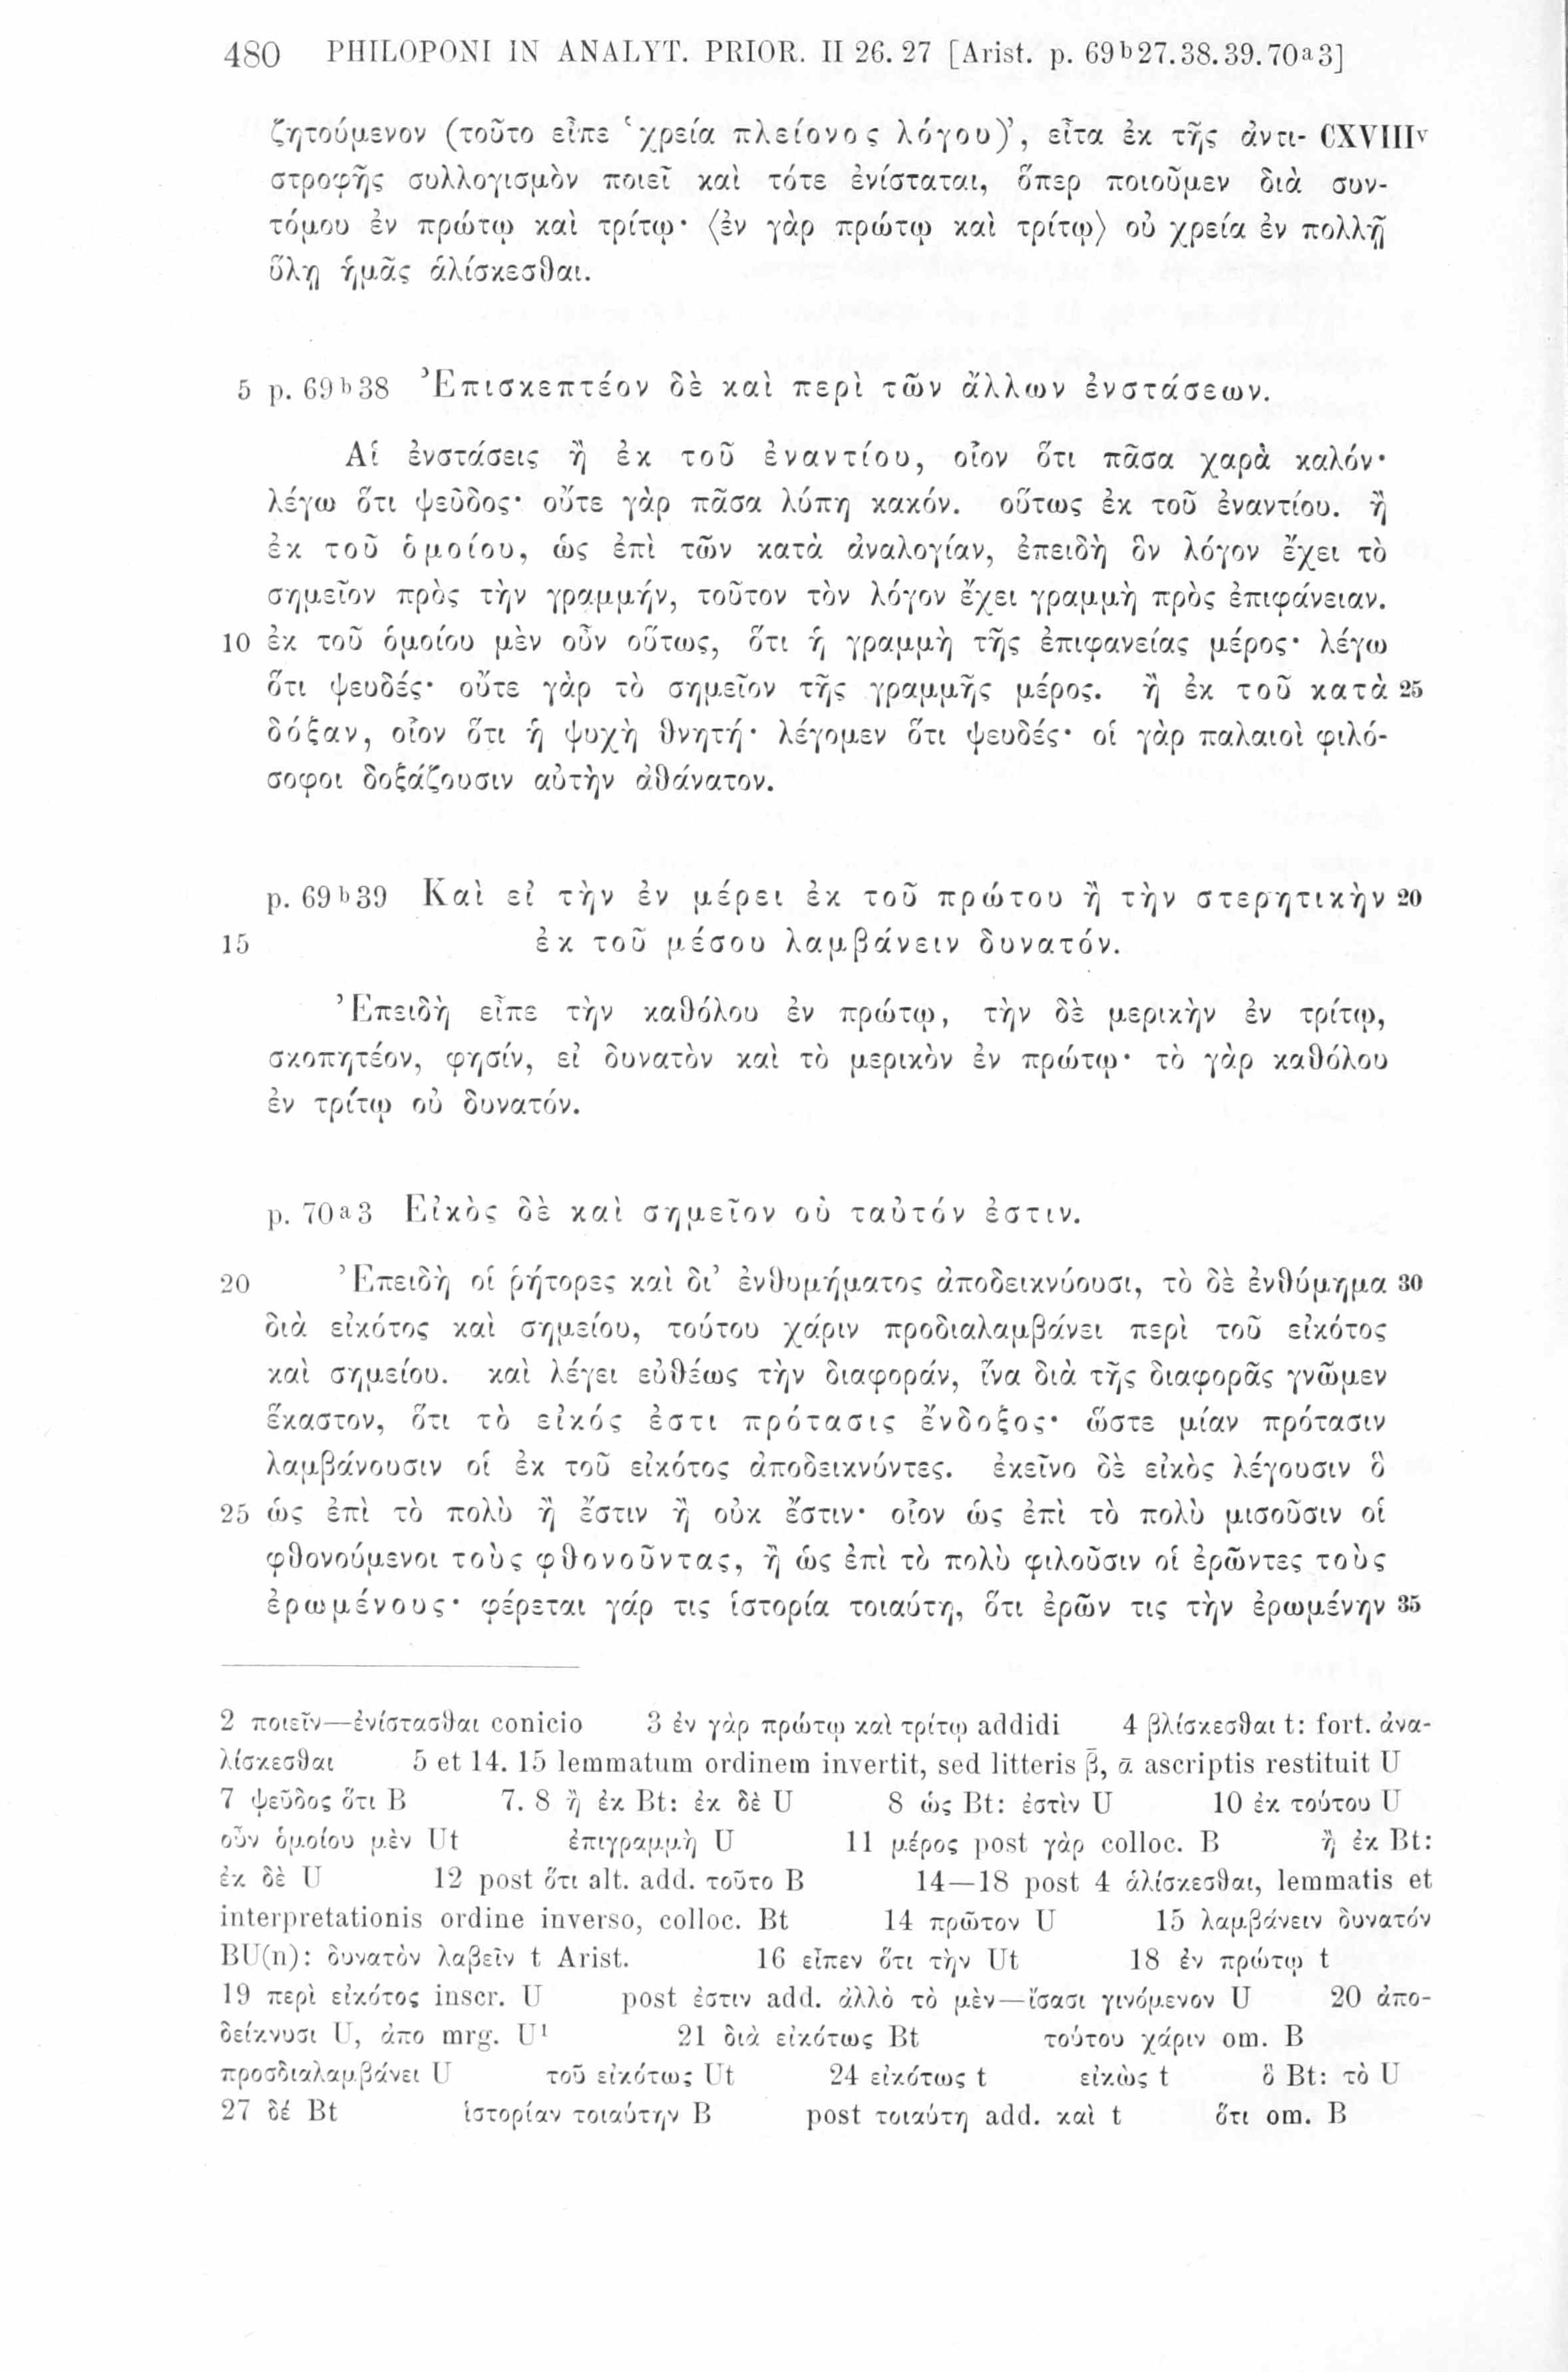 480 PHILOPONI IN ANALYT. PRIOR. II 26. 27 [Arist. p. 69b27.38.39.70a3]
ζητούμενον (τοῦτο εἶπε ‘χρεία πλείονος λόγου)’, εἶτα ἐκ τῆς ἀντι- CXVIIIv
στροφῆς συλλογισμὸν ποιεῖ καὶ τότε ἐνίσταται, ὅπερ ποιοῦμεν διὰ συν-
τόμου ἐν πρώτῳ καὶ τρίτῳ· ⟨ἐν γὰρ πρώτῳ καὶ τρίτῳ⟩ οὐ χρεία ἐν πολλῇ
ὕλῃ ἡμᾶς ἁλίσκεσθαι.
5 p. 69b38 Ἐπισκεπτέον δὲ καὶ περὶ τῶν ἄλλων ἐνστάσεων.
Αἱ ἐνστάσεις ἢ ἐκ τοῦ ἐναντίου, οἷον ὅτι πᾶσα χαρὰ καλόν·
λέγω ὅτι ψεῦδος· οὔτε γὰρ πᾶσα λύπη κακόν. οὕτως ἐκ τοῦ ἐναντίου. ἢ
ἐκ τοῦ ὁμοίου, ὡς ἐπὶ τῶν κατὰ ἀναλογίαν, ἐπειδὴ ὃν λόγον ἔχει τὸ
σημεῖον πρὸς τὴν γραμμήν, τοῦτον τὸν λόγον ἔχει γραμμὴ πρὸς ἐπιφάνειαν.
10 ἐκ τοῦ ὁμοίου μὲν οὖν οὕτως, ὅτι ἡ γραμμὴ τῆς ἐπιφανείας μέρος· λέγω
ὅτι ψευδές· οὔτε γὰρ τὸ σημεῖον τῆς γραμμῆς μέρος. ἢ ἐκ τοῦ κατὰ 25
δόξαν, οἷον ὅτι ἡ ψυχὴ θνητή· λέγομεν ὅτι ψευδές· οἱ γὰρ παλαιοὶ φιλό-
σοφοι δοξάζουσιν αὐτὴν ἀθάνατον.
p. 69b39 Καὶ εἰ τὴν ἐν μέρει ἐκ τοῦ πρώτου ἢ τὴν στερητικὴν 20
15 ἐκ τοῦ μέσου λαμβάνειν δυνατόν.
Ἐπειδὴ εἶπε τὴν καθόλου ἐν πρώτῳ, τὴν δὲ μερικὴν ἐν τρίτῳ,
σκοπητέον, φησίν, εἰ δυνατὸν καὶ τὸ μερικὸν ἐν πρώτῳ· τὸ γὰρ καθόλου
ἐν τρίτῳ οὐ δυνατόν.
p. 70a3 Εἰκὸς δὲ καὶ σημεῖον οὐ ταὐτόν ἐστιν.
20 Ἐπειδὴ οἱ ῥήτορες καὶ δι’ ἐνθυμήματος ἀποδεικνύουσι, τὸ δὲ ἐνθύμημα 30
διὰ εἰκότος καὶ σημείου, τούτου χάριν προδιαλαμβάνει περὶ τοῦ εἰκότος
καὶ σημείου. καὶ λέγει εὐθέως τὴν διαφοράν, ἵνα διὰ τῆς διαφορᾶς γνῶμεν
ἕκαστον, ὅτι τὸ εἰκός ἐστι πρότασις ἔνδοξος· ὥστε μίαν πρότασιν
λαμβάνουσιν οἱ ἐκ τοῦ εἰκότος ἀποδεικνύντες. ἐκεῖνο δὲ εἰκὸς λέγουσιν ὃ
25 ὡς ἐπὶ τὸ πολὺ ἢ ἔστιν ἢ οὐκ ἔστιν· οἷον ὡς ἐπὶ τὸ πολὺ μισοῦσιν οἱ
φθονούμενοι τοὺς φθονοῦντας, ἢ ὡς ἐπὶ τὸ πολὺ φιλοῦσιν οἱ ἐρῶντες τοὺς
ἐρωμένους· φέρεται γάρ τις ἱστορία τοιαύτη, ὅτι ἐρῶν τις τὴν ἐρωμένην 35
2 ποιεῖν—ἐνίστασθαι conicio 3 ἐν γὰρ πρώτῳ καὶ τρίτῳ addidi 4 βλίσκεσθαι t: fort. ἀνα-
λίσκεσθαι 5 et 14. 15 lemmatum ordinem invertit, sed litteris β̄, ᾱ ascriptis restituit U
7 ψεῦδος ὅτι B 7. 8 ἢ ἐκ Bt: ἐκ δὲ U 8 ὡς Bt: ἐστὶν U 10 ἐκ τούτου U
οὖν ὁμοίου μὲν Ut ἐπιγραμμὴ U 11 μέρος post γὰρ colloc. B ἢ ἐκ Bt:
ἐκ δὲ U 12 post ὅτι alt. add. τοῦτο B 14—18 post 4 ἁλίσκεσθαι, lemmatis et
interpretationis ordine inverso, colloc. Bt 14 πρῶτον U 15 λαμβάνειν δυνατόν
BU(n): δυνατὸν λαβεῖν t Arist. 16 εἶπεν ὅτι τὴν Ut 18 ἐν πρώτῳ t
19 περὶ εἰκότος inscr. U post ἐστιν add. ἀλλὸ τὸ μὲν—ἴσασι γινόμενον U 20 ἀπο-
δείκνυσι U, ἀπο mrg. U1 21 διὰ εἰκότως Bt τούτου χάριν om. B
προσδιαλαμβάνει U τοῦ εἰκότως Ut 24 εἰκότως t εἰκὼς t ὃ Bt: τὸ U
27 δέ Bt ἱστορίαν τοιαύτην B post τοιαύτη add. καὶ t ὅτι om. B